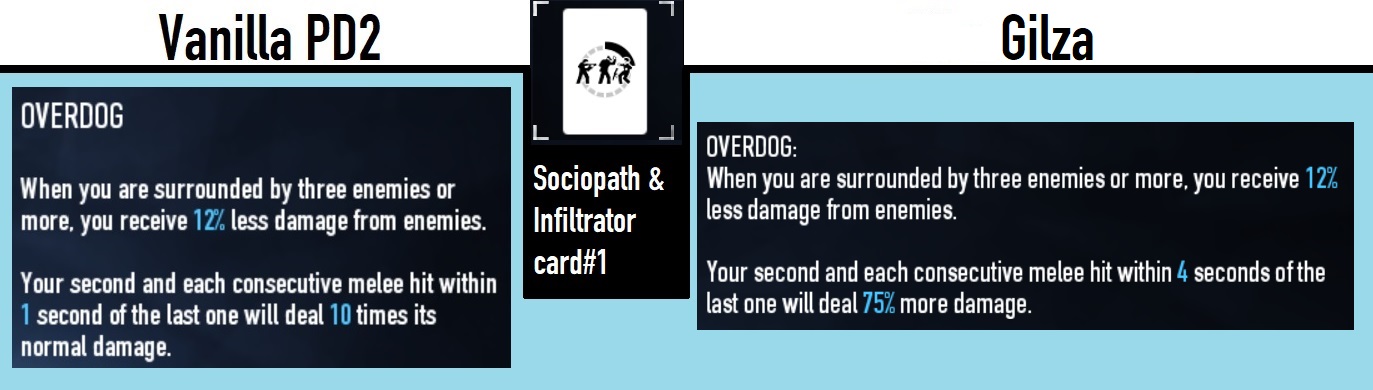 Vanilla PD2
OVERDOG
When you are surrounded by three enemies or
more, you receive 12% less damage from enemies.
Your second and each consecutive melee hit within
1 second of the last one will deal 10 times its
normal damage.
Sociopath &
Infiltrator
card#1
Gilza
OVERDOG:
When you are surrounded by three enemies or more, you receive 12%
less damage from enemies.
Your second and each consecutive melee hit within 4 seconds of the
last one will deal 75% more damage.